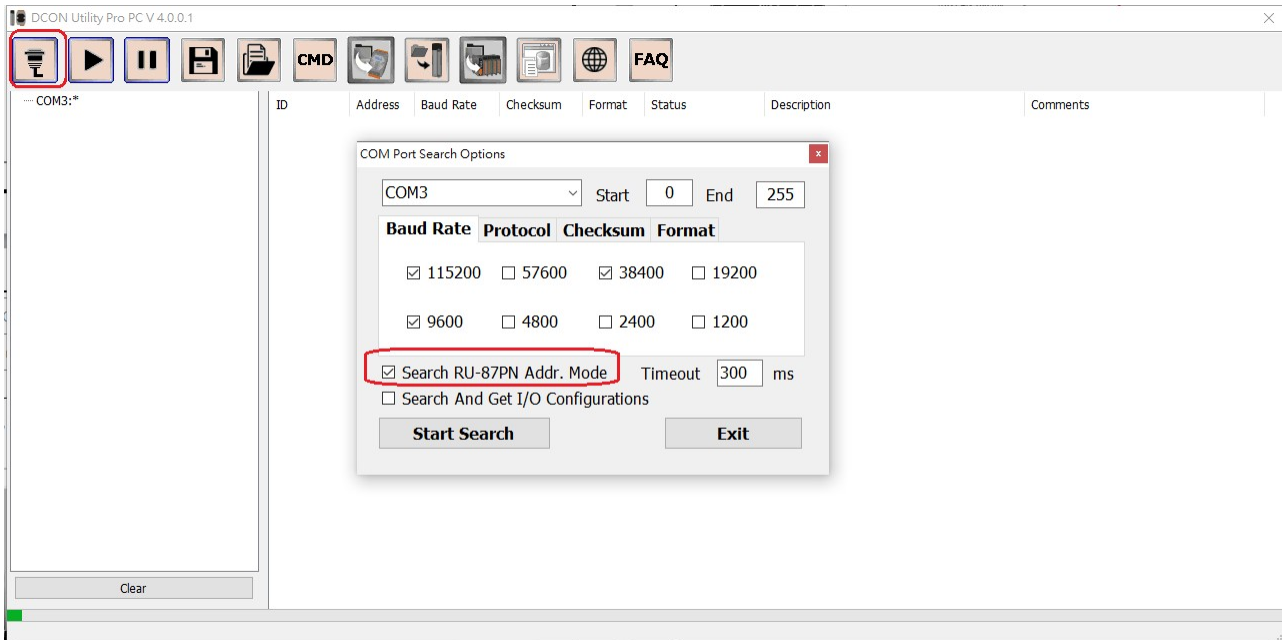 DCON Utility Pro PC V 4.0.0.1
CMD
FAQ
COM3:*
ID Address Baud Rate Checksum Format Status Description Comments
COM Port Search Options
x
COM3 Start 0 End 255
Baud Rate Protocol Checksum Format
115200 57600 38400 19200
9600 4800 2400 1200
Search RU-87PN Addr. Mode Timeout 300 ms
Search And Get I/O Configurations
Start Search Exit
Clear